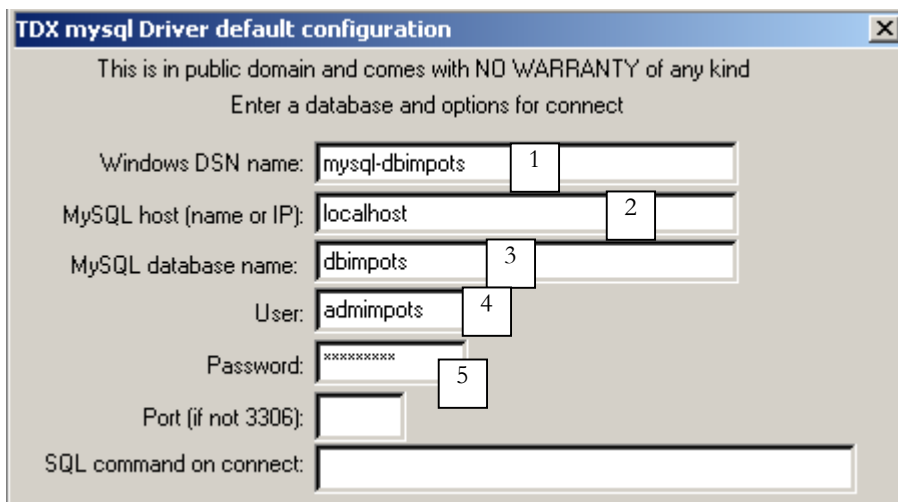 TDX mysql Driver default configuration
This is in public domain and comes with NO WARRANTY of any kind
Enter a database and options for connect
Windows DSN name: mysql-dbimpots 1
MySQL host (name or IP): localhost 2
MySQL database name: dbimpots 3
User: admimpots 4
Password: ********* 5
Port (if not 3306):
SQL command on connect: